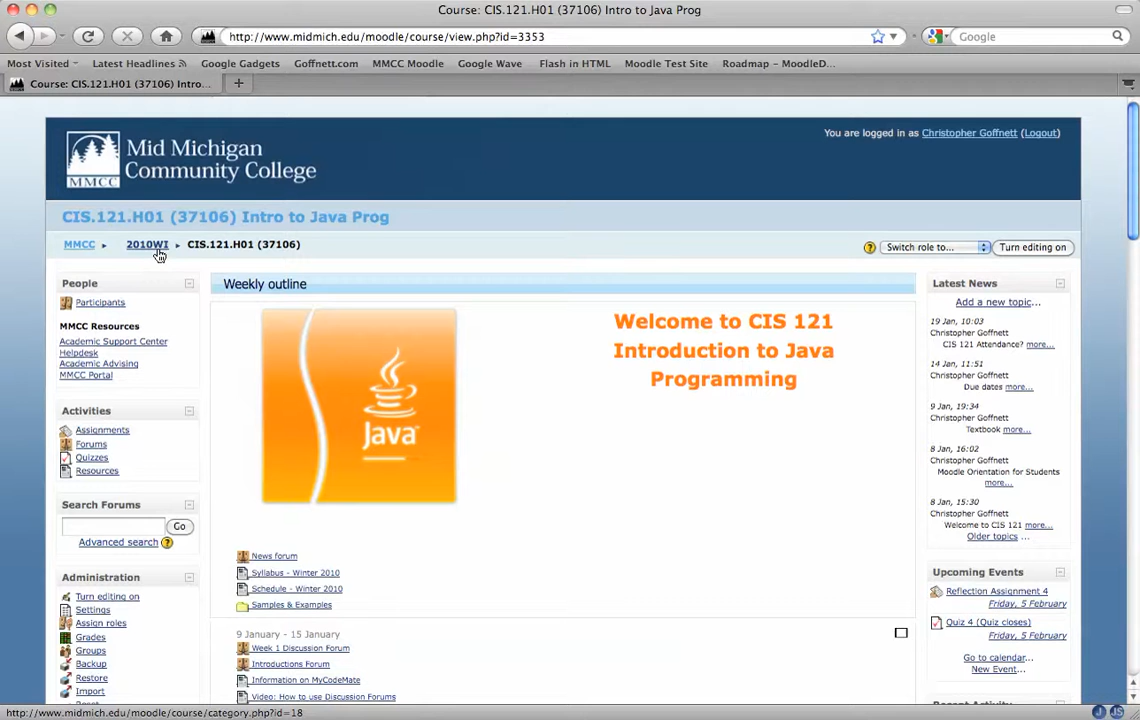 Course: CIS.121.H01 (37106) Intro to Java Prog
http://www.midmich.edu/moodle/course/view.php?id=3353
Google
Most Visited
Latest Headlines
Google Gadgets
Goffnett.com
MMCC Moodle
Google Wave
Flash in HTML
Moodle Test Site
Roadmap - MoodleD...
Course: CIS.121.H01 (37106) Intro...
You are logged in as Christopher Goffnett (Logout)
MMCC
Mid Michigan
Community College
CIS.121.H01 (37106) Intro to Java Prog
MMCC ► 2010WI ► CIS.121.H01 (37106)
? Switch role to...
Turn editing on
People
Participants
MMCC Resources
Academic Support Center
Helpdesk
Academic Advising
MMCC Portal
Activities
Assignments
Forums
Quizzes
Resources
Search Forums
Go
Advanced search ?
Administration
Turn editing on
Settings
Assign roles
Grades
Groups
Backup
Restore
Import
Weekly outline
Java
Welcome to CIS 121
Introduction to Java
Programming
News forum
Syllabus - Winter 2010
Schedule - Winter 2010
Samples & Examples
9 January - 15 January
Week 1 Discussion Forum
Introductions Forum
Information on MyCodeMate
Video: How to use Discussion Forums
Latest News
Add a new topic...
19 Jan, 10:03
Christopher Goffnett
CIS 121 Attendance? more...
14 Jan, 11:51
Christopher Goffnett
Due dates more...
9 Jan, 19:34
Christopher Goffnett
Textbook more...
8 Jan, 16:02
Christopher Goffnett
Moodle Orientation for Students
more...
8 Jan, 15:30
Christopher Goffnett
Welcome to CIS 121 more...
Older topics ...
Upcoming Events
Reflection Assignment 4
Friday, 5 February
Quiz 4 (Quiz closes)
Friday, 5 February
Go to calendar...
New Event...
http://www.midmich.edu/moodle/course/category.php?id=18